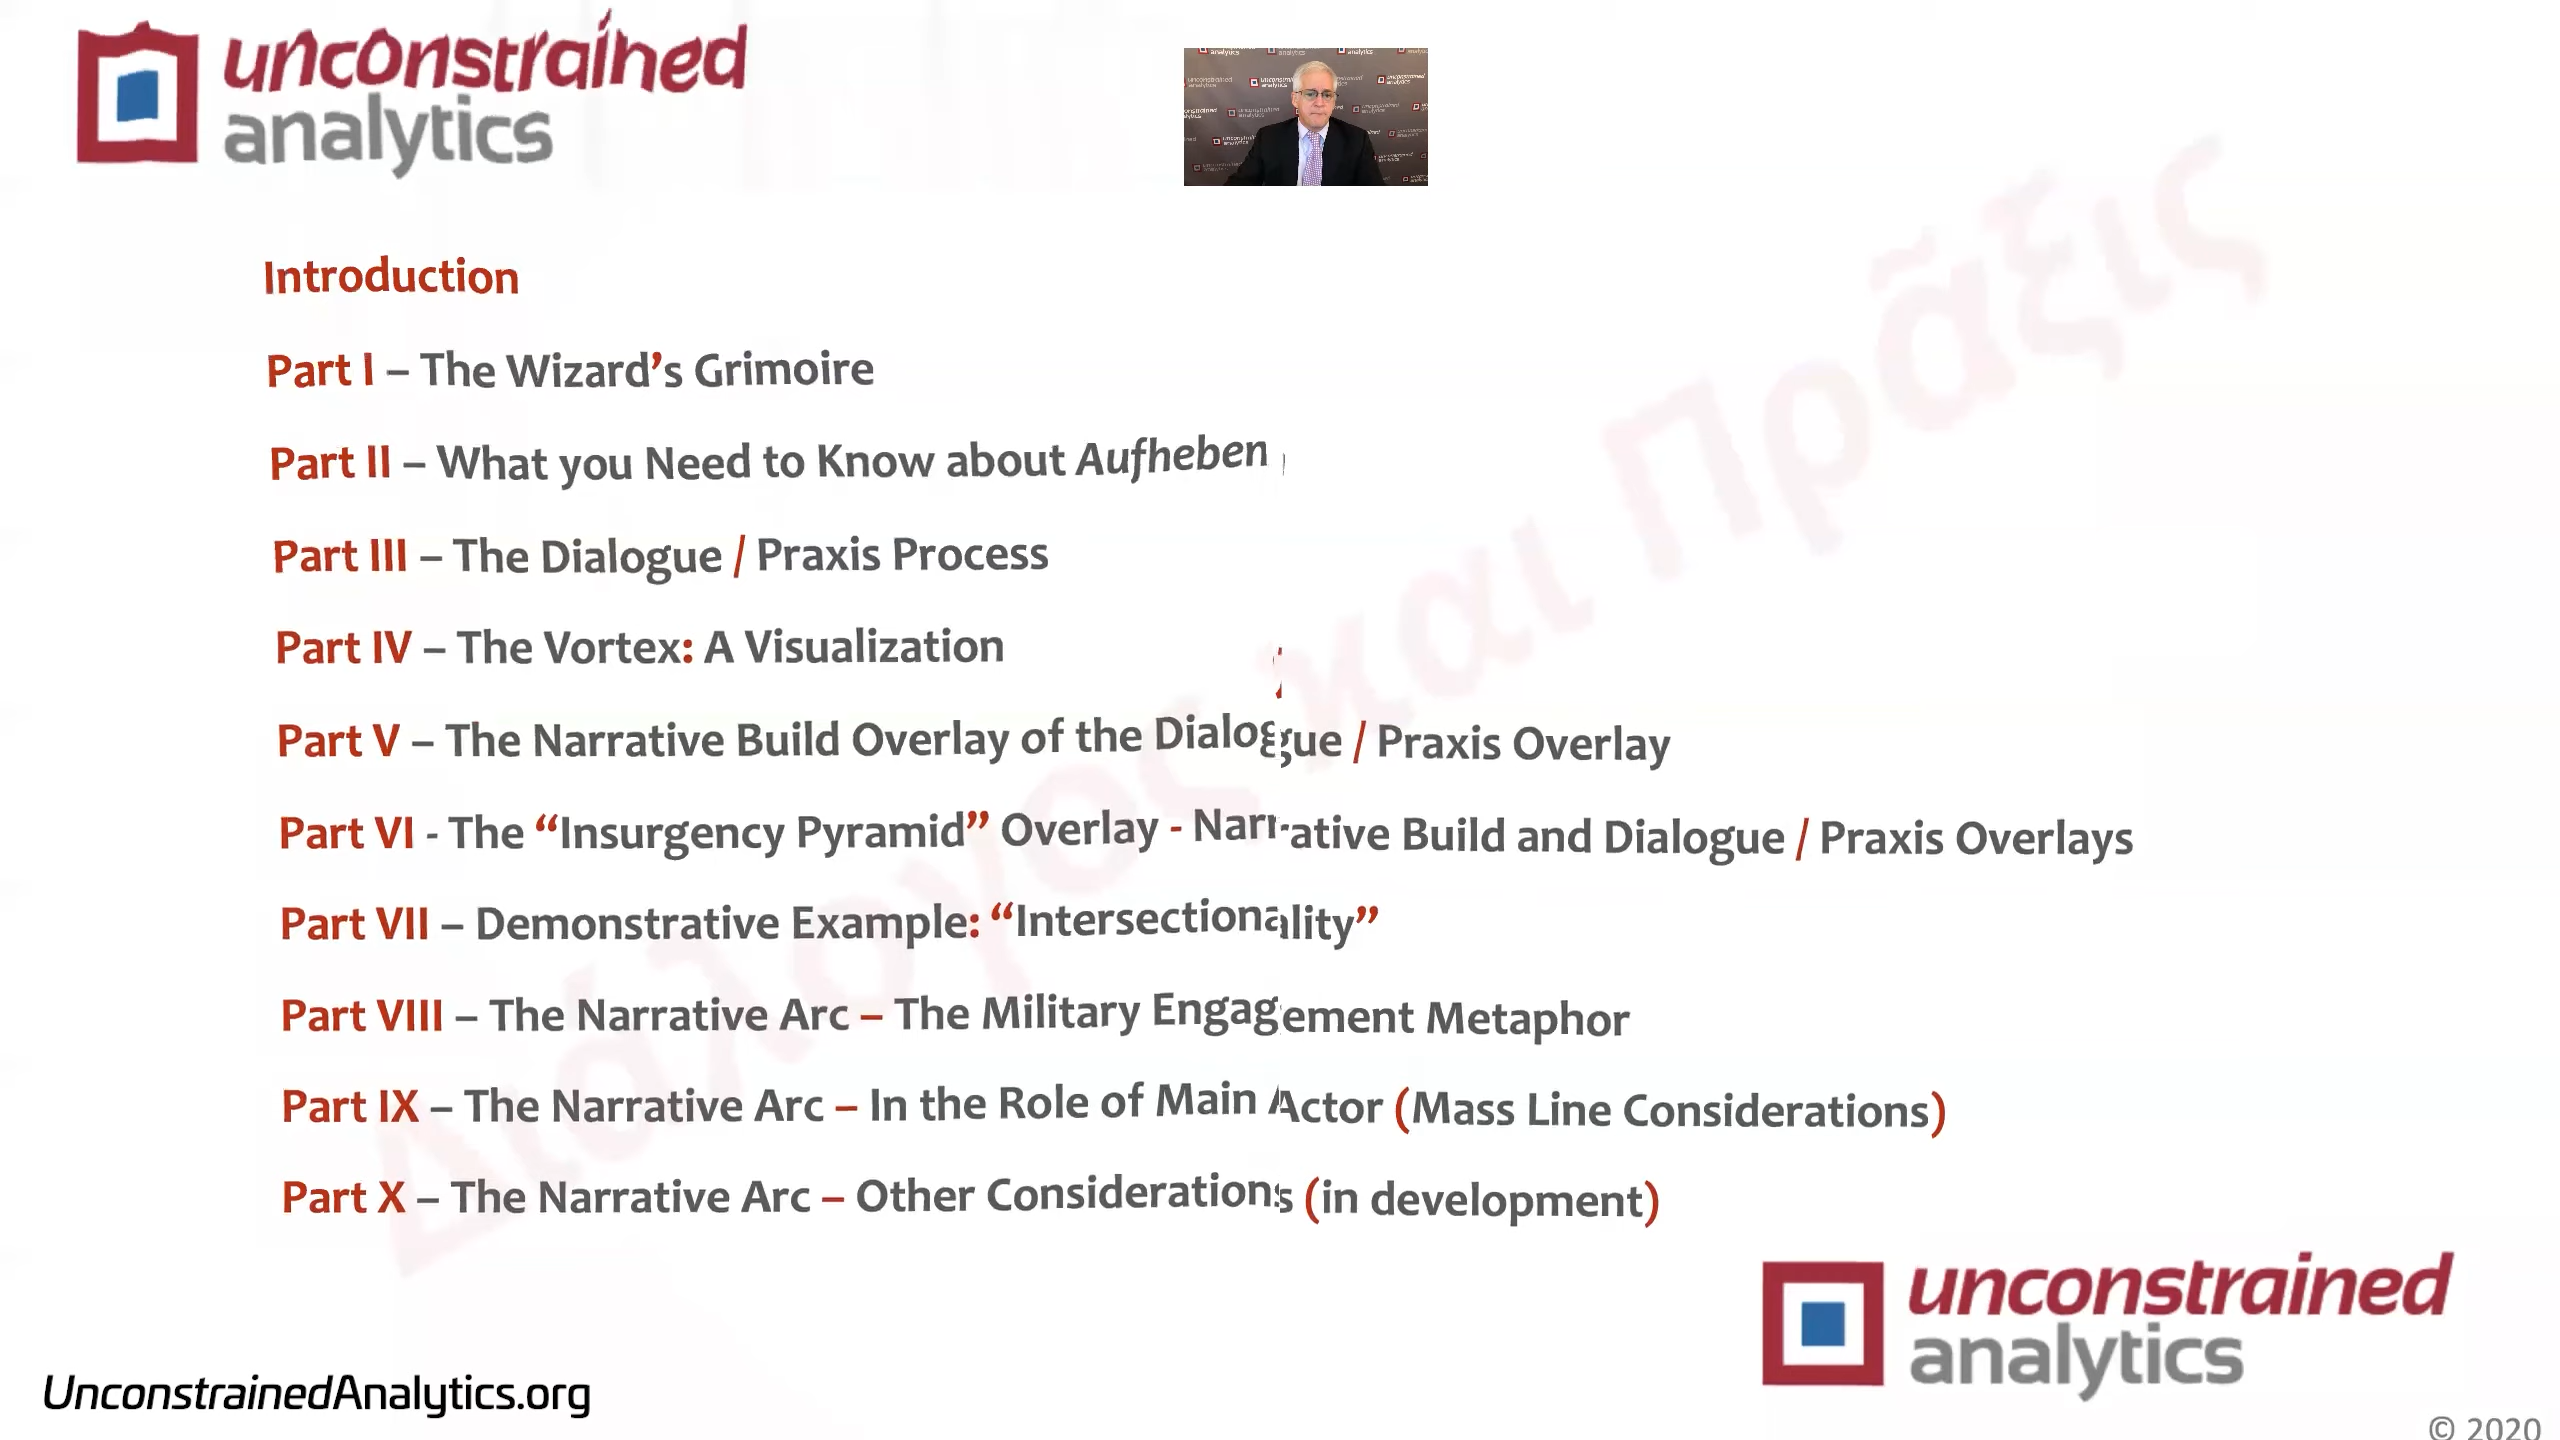 unconstrained
analytics
Introduction
Part I – The Wizard’s Grimoire
Part II – What you Need to Know about Aufheben
Part III – The Dialogue / Praxis Process
Part IV – The Vortex: A Visualization
Part V – The Narrative Build Overlay of the Dialogue / Praxis Overlay
Part VI - The “Insurgency Pyramid” Overlay - Narrative Build and Dialogue / Praxis Overlays
Part VII – Demonstrative Example: “Intersectionality”
Part VIII – The Narrative Arc – The Military Engagement Metaphor
Part IX – The Narrative Arc – In the Role of Main Actor (Mass Line Considerations)
Part X – The Narrative Arc – Other Considerations (in development)
Διάλογος και Πρᾶξις
unconstrained
analytics
UnconstrainedAnalytics.org
© 2020